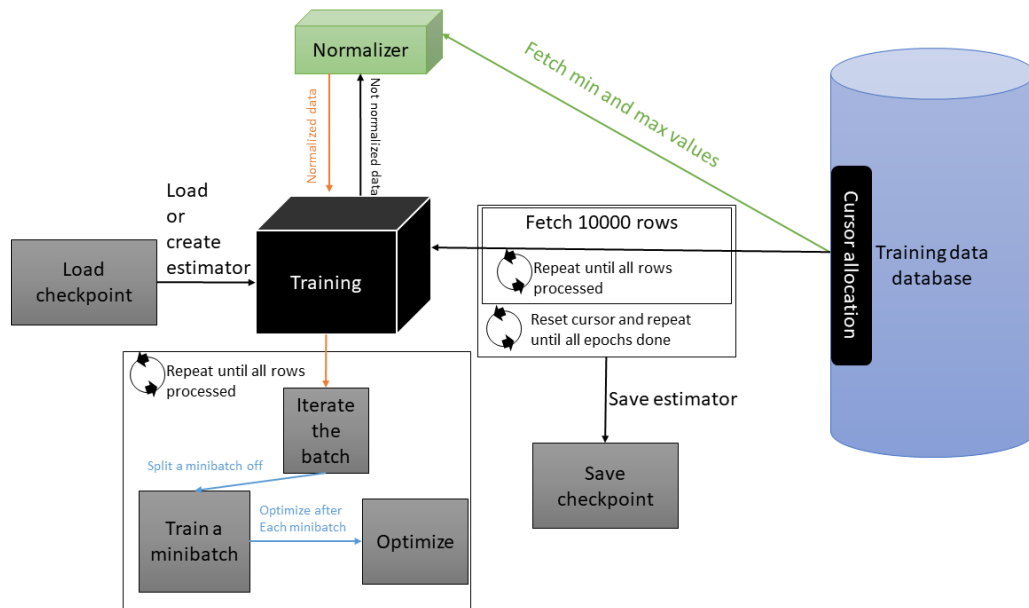 Normalizer
Fetch min and max values
Normalized data
Not normalized data
Cursor allocation
Training data
database
Load
or
create
estimator
Load
checkpoint
Training
Fetch 10000 rows
Repeat until all rows
processed
Reset cursor and repeat
until all epochs done
Repeat until all rows
processed
Iterate
the
batch
Save estimator
Save
checkpoint
Split a minibatch off
Train a
minibatch
Optimize after
Each minibatch
Optimize